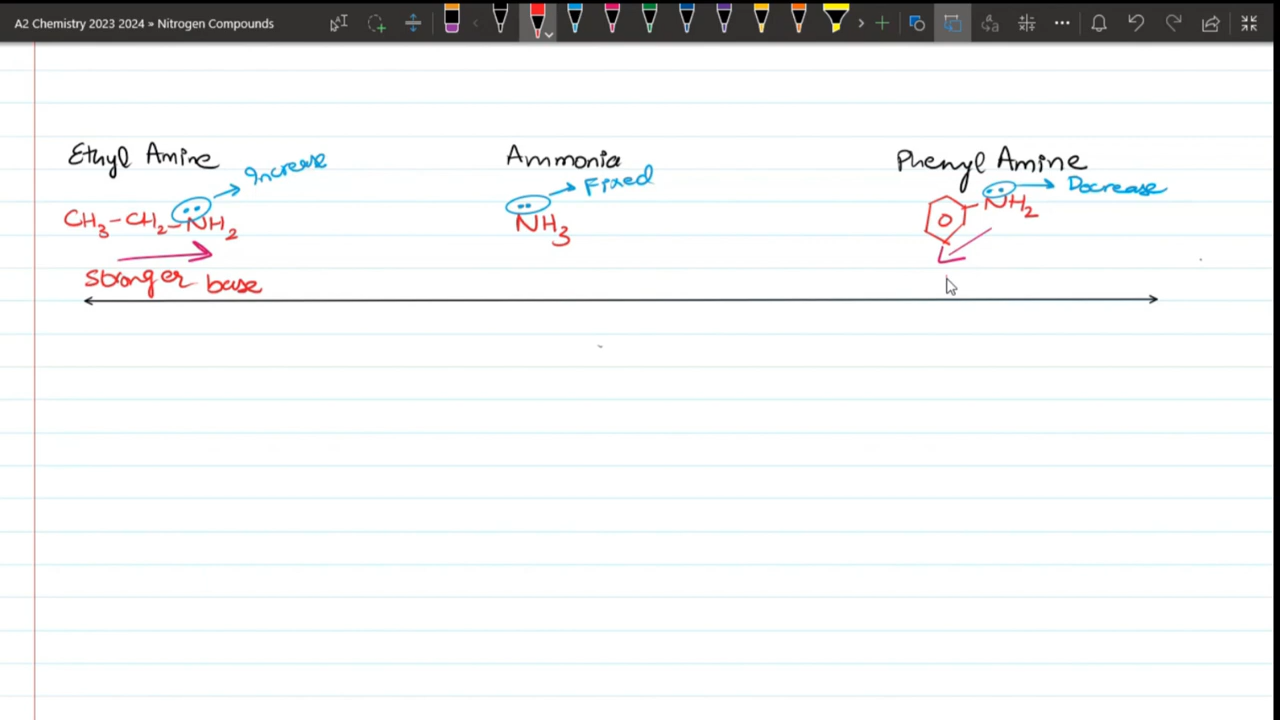 A2 Chemistry 2023 2024 » Nitrogen Compounds
Ethyl Amine
Increase
CH3-CH2-NH2
stronger base
Ammonia
Fixed
NH3
Phenyl Amine
Decrease
NH2